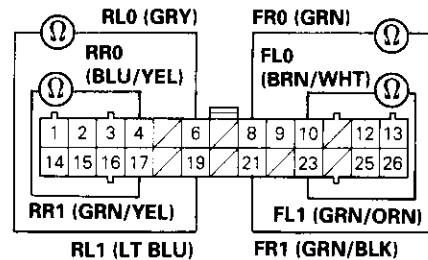 RL0 (GRY) FR0 (GRN)
Ω Ω
RR0 FL0
(BLU/YEL) (BRN/WHT)
Ω Ω
1 2 3 4 6 8 9 10 12 13
14 15 16 17 19 21 23 25 26
RR1 (GRN/YEL) FL1 (GRN/ORN)
RL1 (LT BLU) FR1 (GRN/BLK)